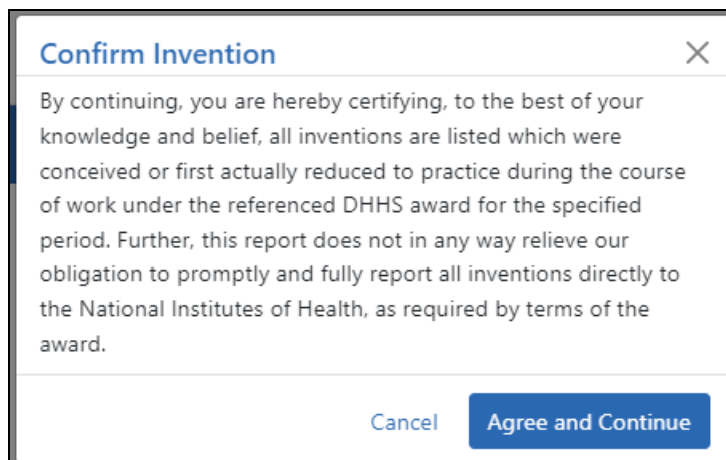 Confirm Invention
By continuing, you are hereby certifying, to the best of your
knowledge and belief, all inventions are listed which were
conceived or first actually reduced to practice during the course
of work under the referenced DHHS award for the specified
period. Further, this report does not in any way relieve our
obligation to promptly and fully report all inventions directly to
the National Institutes of Health, as required by terms of the
award.
Cancel Agree and Continue